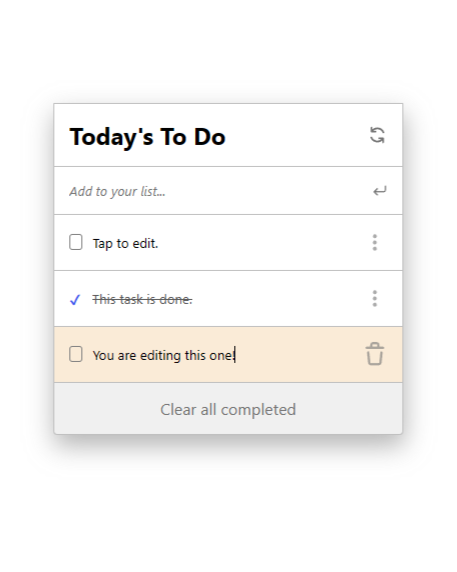 Today's To Do
Add to your list...
Tap to edit.
This task is done.
You are editing this one!
Clear all completed